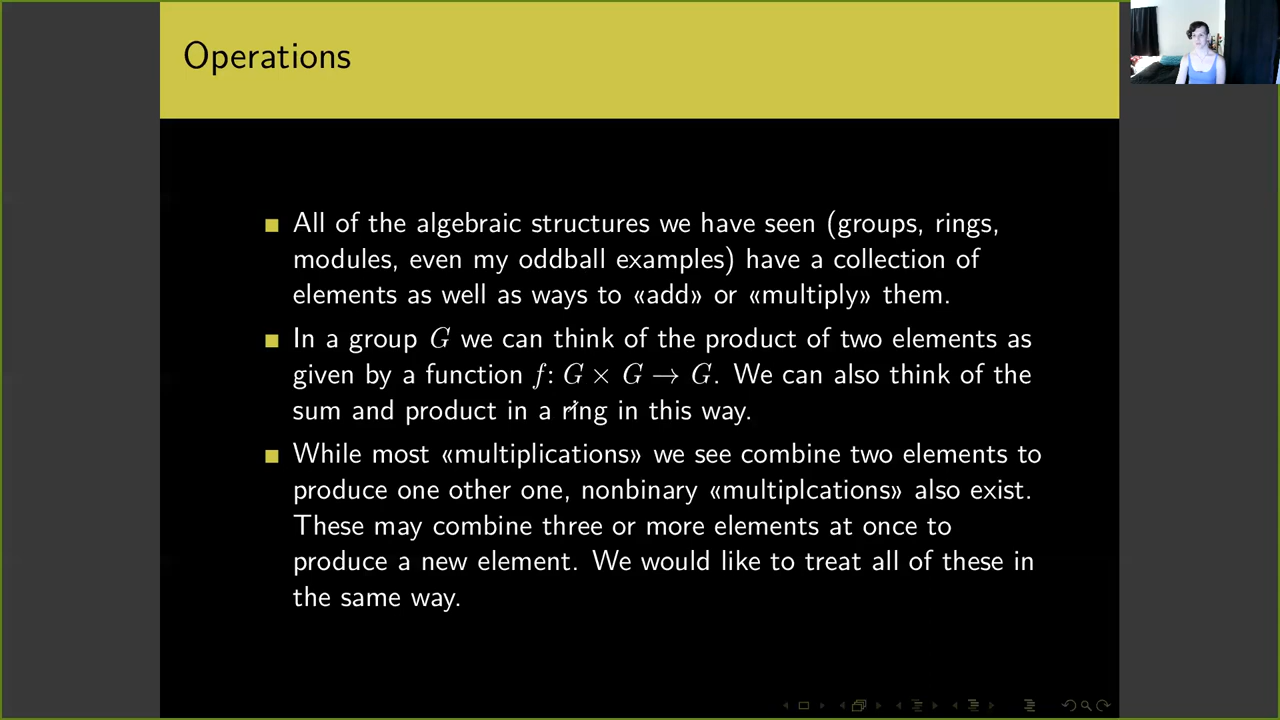 Operations
All of the algebraic structures we have seen (groups, rings,
modules, even my oddball examples) have a collection of
elements as well as ways to «add» or «multiply» them.
In a group G we can think of the product of two elements as
given by a function f: G × G → G. We can also think of the
sum and product in a ring in this way.
While most «multiplications» we see combine two elements to
produce one other one, nonbinary «multiplcations» also exist.
These may combine three or more elements at once to
produce a new element. We would like to treat all of these in
the same way.